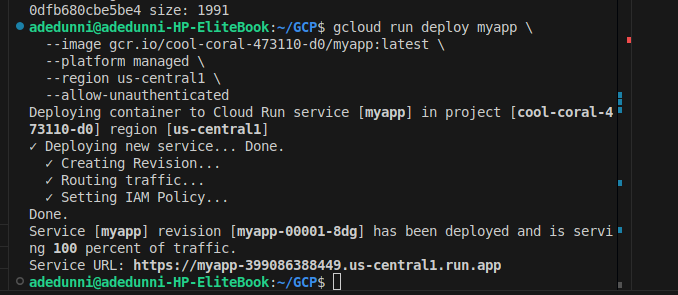 0dfb680cbe5be4 size: 1991
adedunni@adedunni-HP-EliteBook:~/GCP$ gcloud run deploy myapp \
  --image gcr.io/cool-coral-473110-d0/myapp:latest \
  --platform managed \
  --region us-central1 \
  --allow-unauthenticated
Deploying container to Cloud Run service [myapp] in project [cool-coral-4
73110-d0] region [us-central1]
✓ Deploying new service... Done.
  ✓ Creating Revision...
  ✓ Routing traffic...
  ✓ Setting IAM Policy...
Done.
Service [myapp] revision [myapp-00001-8dg] has been deployed and is servi
ng 100 percent of traffic.
Service URL: https://myapp-399086388449.us-central1.run.app
adedunni@adedunni-HP-EliteBook:~/GCP$